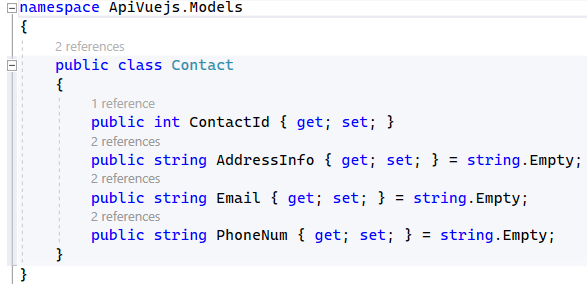 namespace ApiVuejs.Models
{
2 references
public class Contact
{
1 reference
public int ContactId { get; set; }
2 references
public string AddressInfo { get; set; } = string.Empty;
2 references
public string Email { get; set; } = string.Empty;
2 references
public string PhoneNum { get; set; } = string.Empty;
}
}